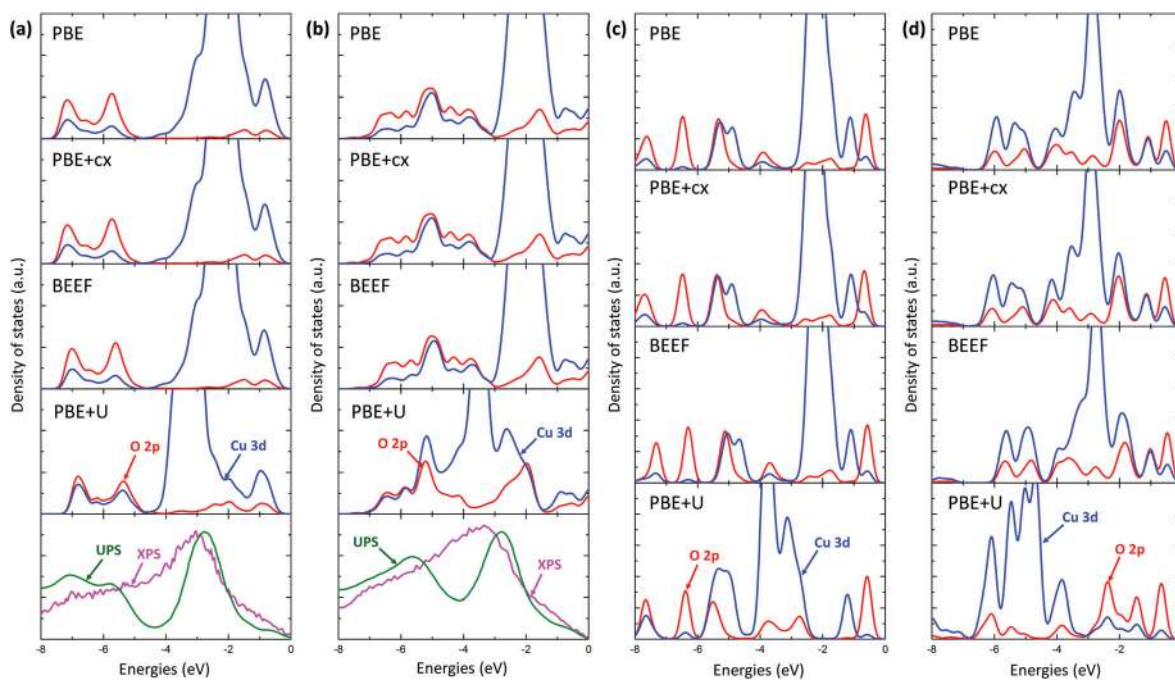 (a)
PBE
PBE+cx
BEEF
PBE+U
O 2p
Cu 3d
UPS
XPS
Density of states (a.u.)
-8 -6 -4 -2 0
Energies (eV)
(b)
PBE
PBE+cx
BEEF
PBE+U
O 2p
Cu 3d
UPS
XPS
Density of states (a.u.)
-8 -6 -4 -2 0
Energies (eV)
(c)
PBE
PBE+cx
BEEF
PBE+U
O 2p
Cu 3d
Density of states (a.u.)
-8 -6 -4 -2 0
Energies (eV)
(d)
PBE
PBE+cx
BEEF
PBE+U
Cu 3d
O 2p
Density of states (a.u.)
-8 -6 -4 -2 0
Energies (eV)